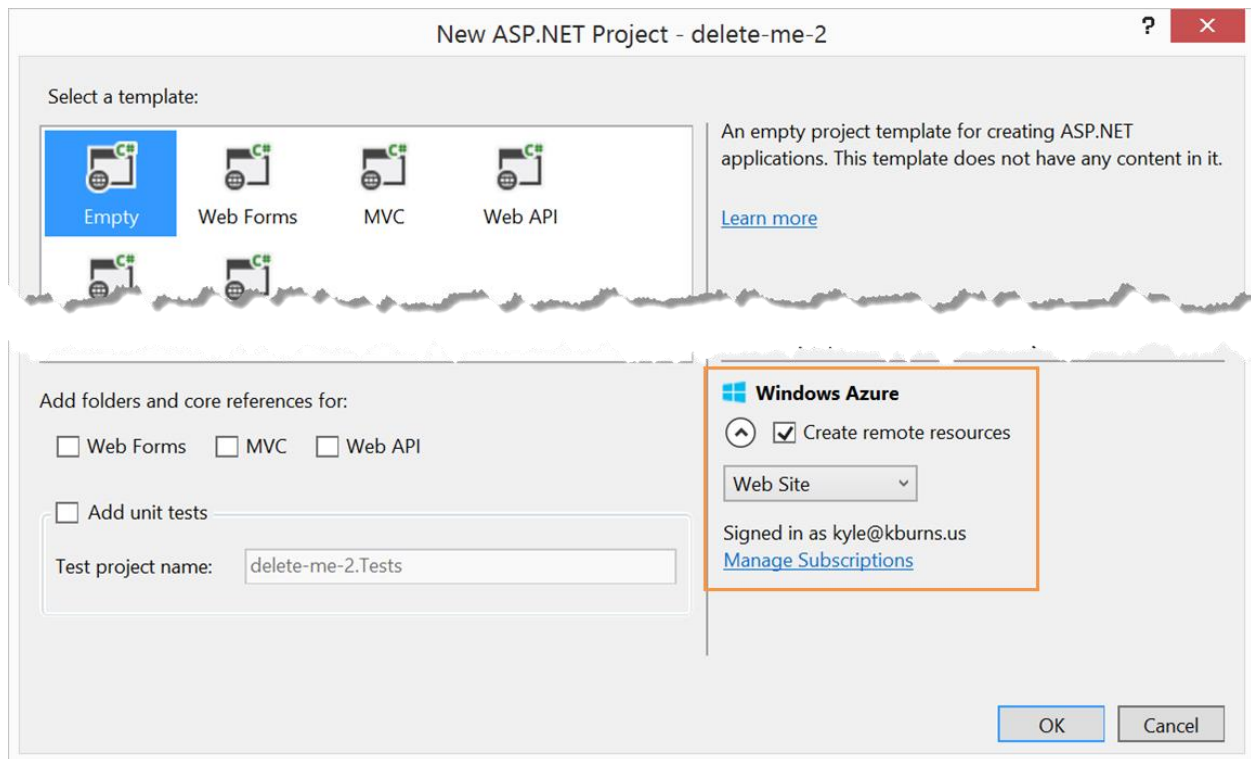 New ASP.NET Project - delete-me-2
?
Select a template:
An empty project template for creating ASP.NET
applications. This template does not have any content in it.
Learn more
C#
C#
C#
C#
Empty
Web Forms
MVC
Web API
C#
C#
Add folders and core references for:
Web Forms
MVC
Web API
Add unit tests
Test project name:
delete-me-2.Tests
Windows Azure
Create remote resources
Web Site
Signed in as kyle@kburns.us
Manage Subscriptions
OK
Cancel